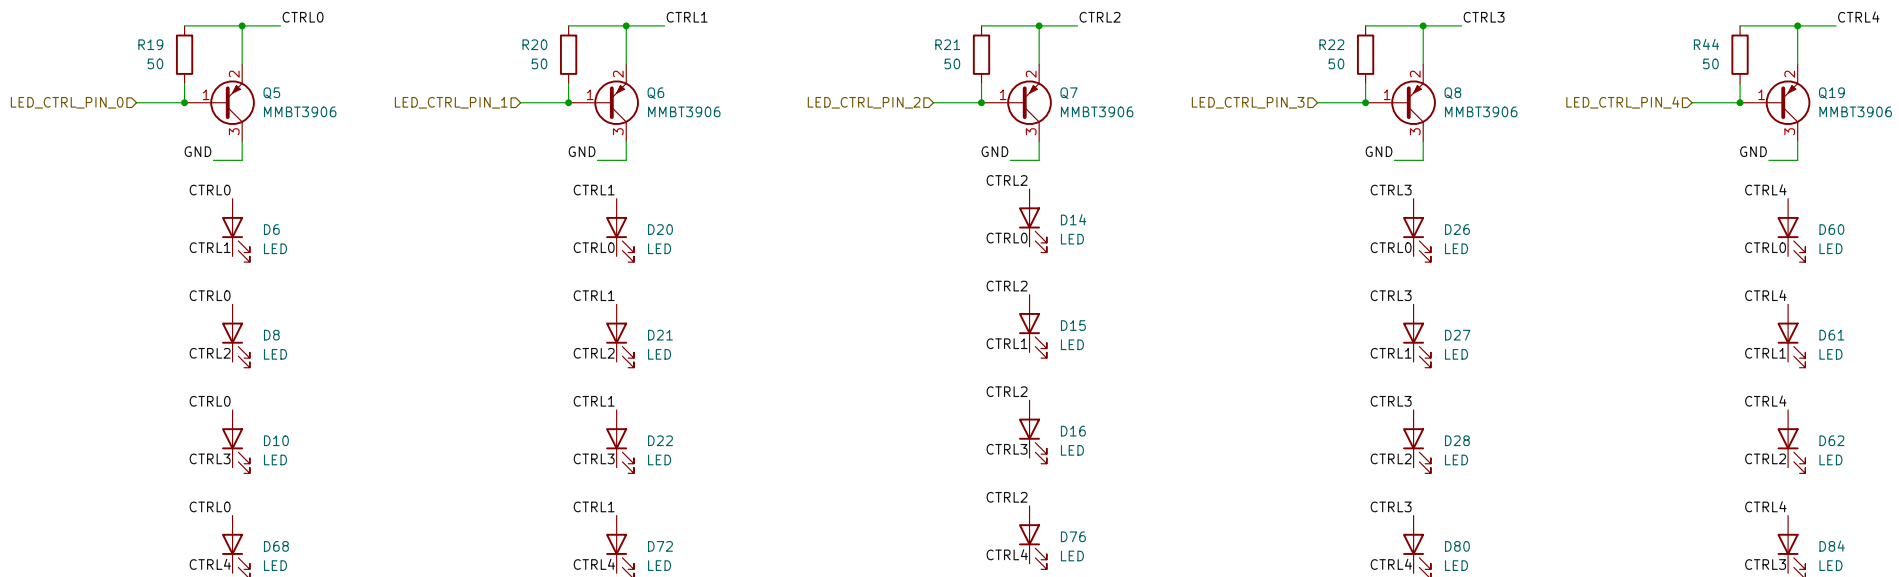 CTRL0 CTRL1 CTRL2 CTRL3 CTRL4
R19 R20 R21 R22 R44
50 50 50 50 50
2 2 2 2 2
LED_CTRL_PIN_0 1 Q5 LED_CTRL_PIN_1 1 Q6 LED_CTRL_PIN_2 1 Q7 LED_CTRL_PIN_3 1 Q8 LED_CTRL_PIN_4 1 Q19
MMBT3906 MMBT3906 MMBT3906 MMBT3906 MMBT3906
3 3 3 3 3
GND GND GND GND GND
CTRL0 CTRL1 CTRL2 CTRL3 CTRL4
D6 D20 D14 D26 D60
CTRL1 LED CTRL0 LED CTRL0 LED CTRL0 LED CTRL0 LED
CTRL0 CTRL1 CTRL2 CTRL3 CTRL4
D8 D21 D15 D27 D61
CTRL2 LED CTRL2 LED CTRL1 LED CTRL1 LED CTRL1 LED
CTRL0 CTRL1 CTRL2 CTRL3 CTRL4
D10 D22 D16 D28 D62
CTRL3 LED CTRL3 LED CTRL3 LED CTRL2 LED CTRL2 LED
CTRL0 CTRL1 CTRL2 CTRL3 CTRL4
D68 D72 D76 D80 D84
CTRL4 LED CTRL4 LED CTRL4 LED CTRL4 LED CTRL3 LED